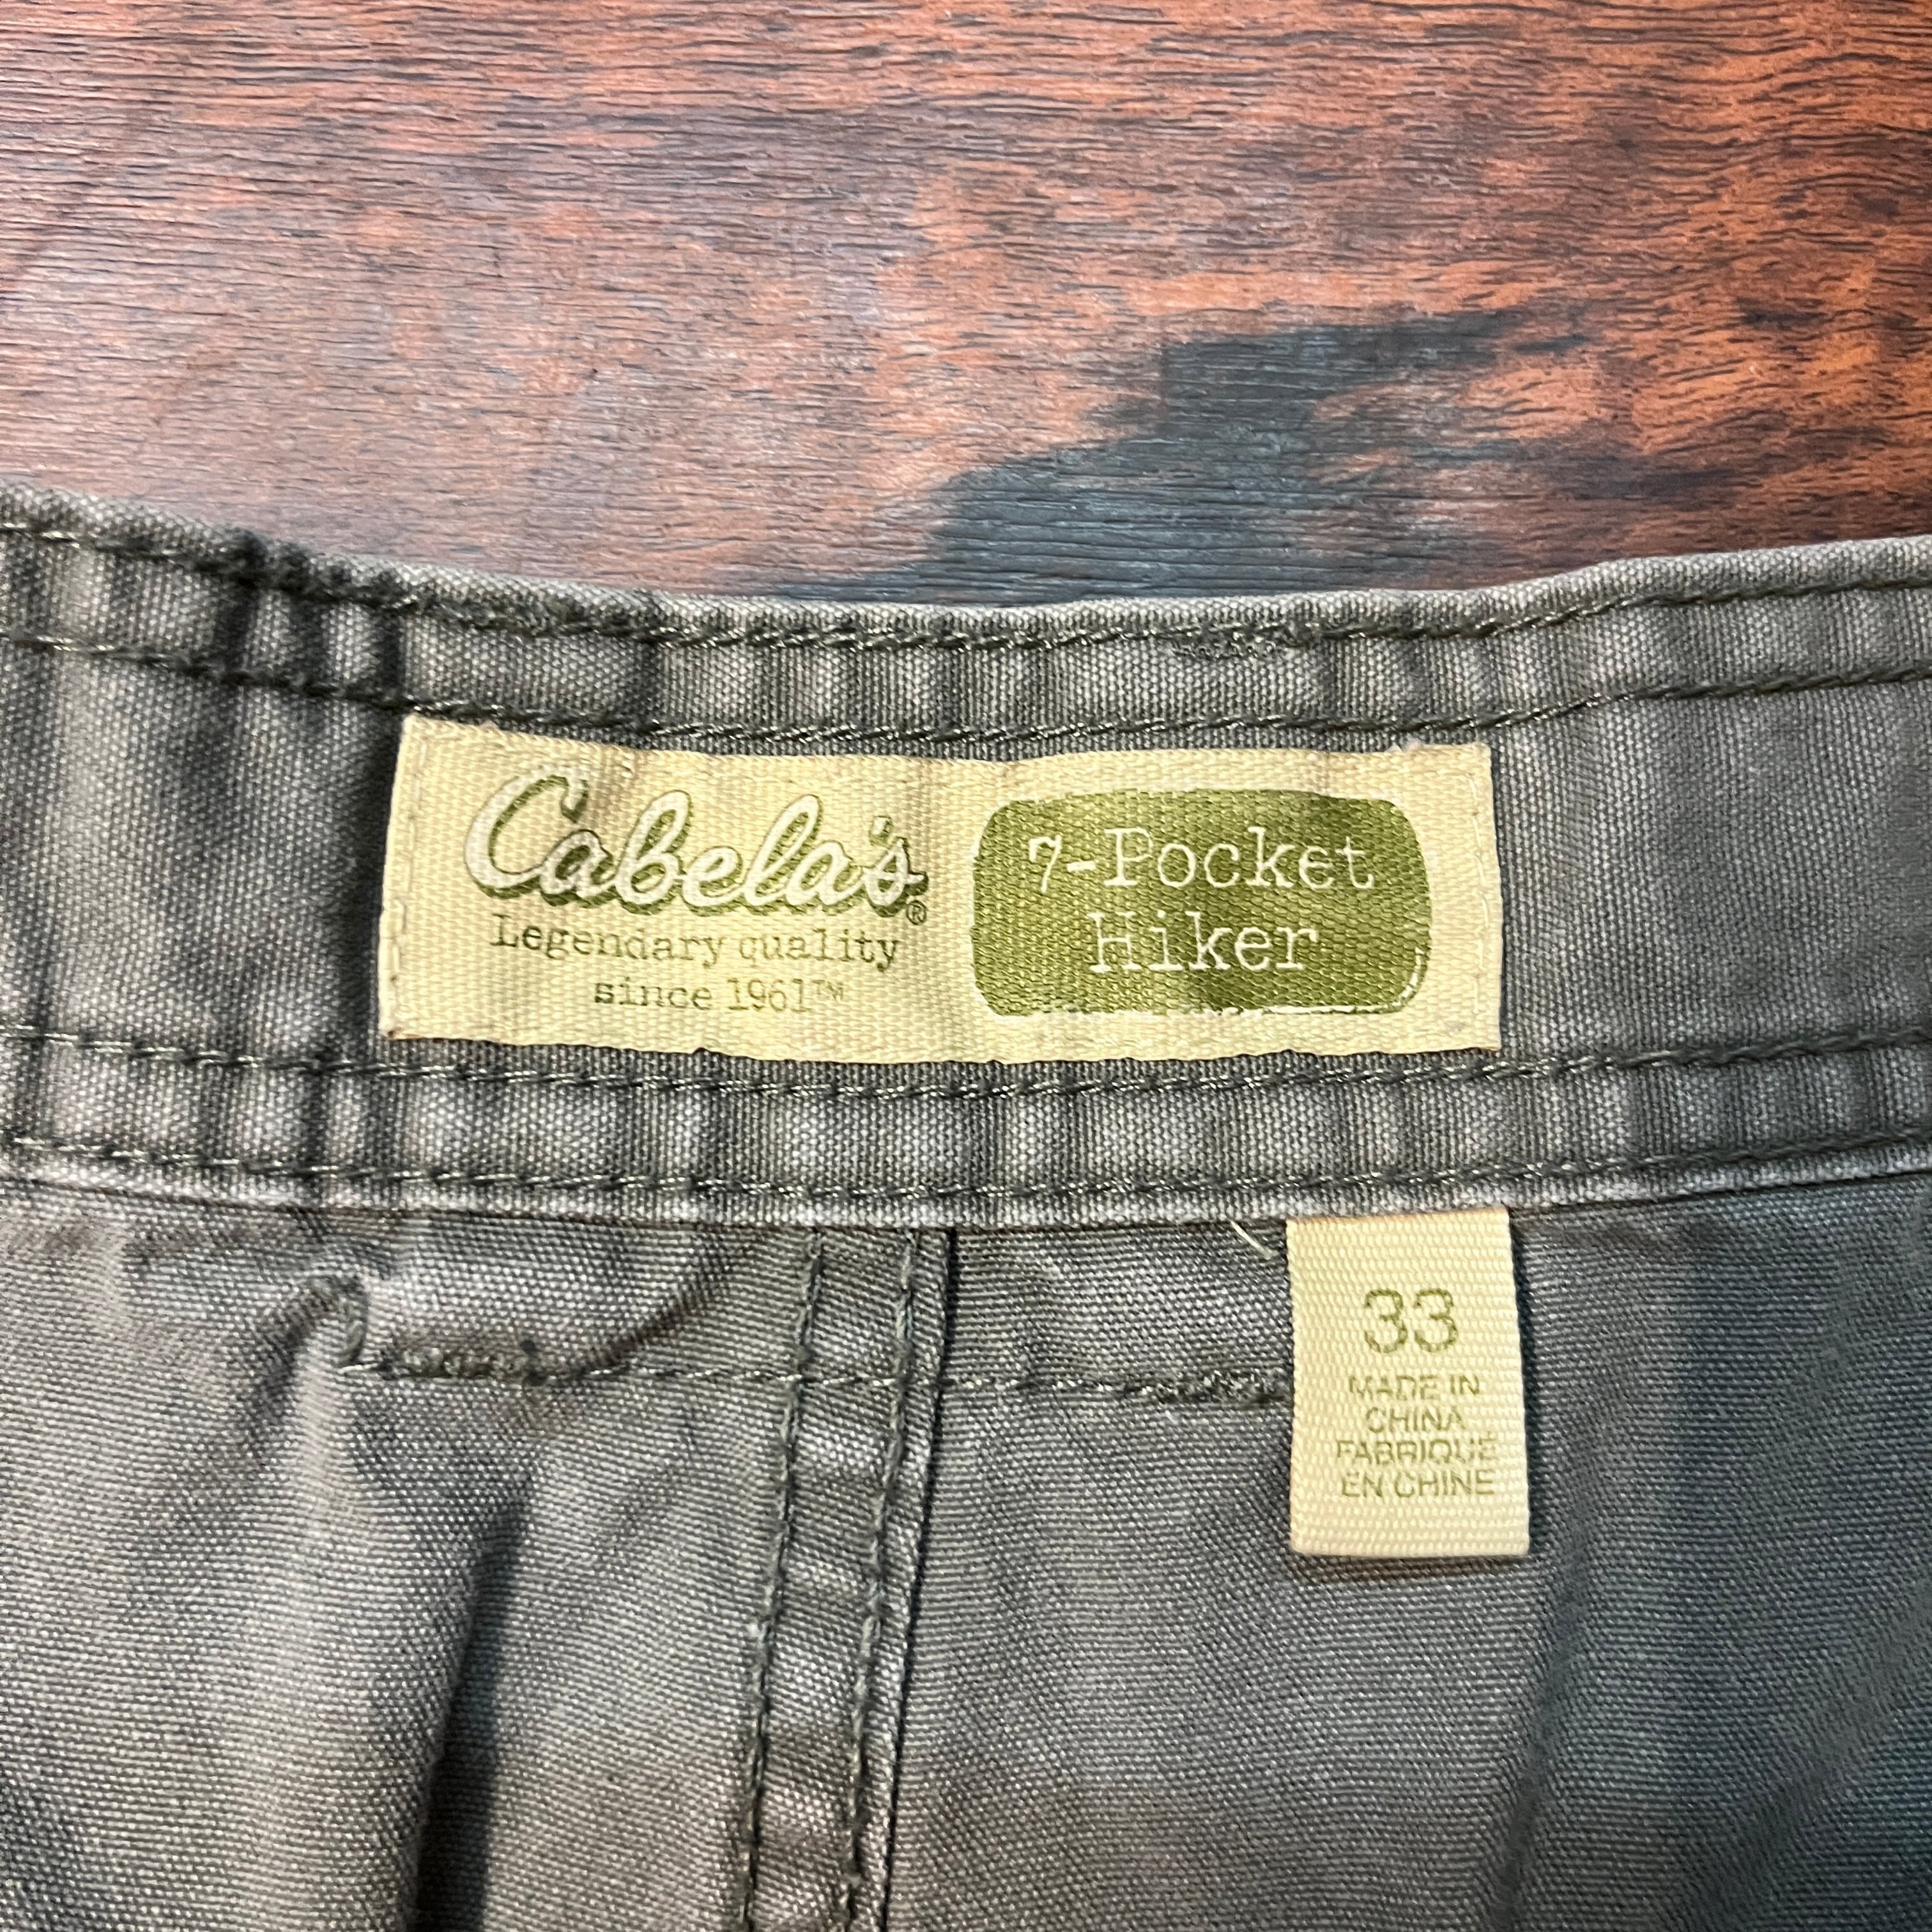 Cabela's®
Legendary quality
since 1961™
7-Pocket
Hiker
33
MADE IN
CHINA
FABRIQUÉ
EN CHINE